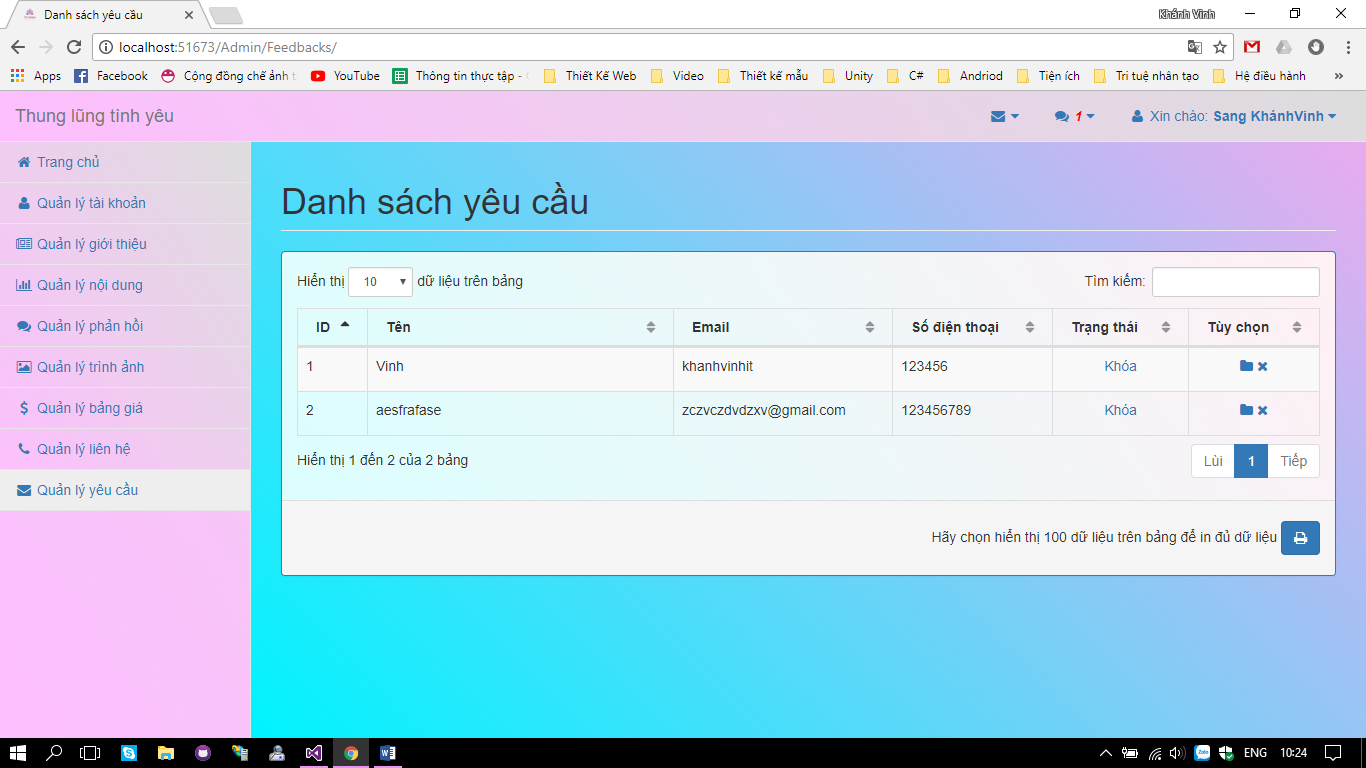 Danh sách yêu cầu
Khánh Vinh
localhost:51673/Admin/Feedbacks/
Apps Facebook Cộng đồng chế ảnh t YouTube Thông tin thực tập - Thiết Kế Web Video Thiết kế mẫu Unity C# Andriod Tiện ích Trí tuệ nhân tạo Hệ điều hành »
Thung lũng tình yêu
1 Xin chào: Sang KhánhVinh
Trang chủ
Quản lý tài khoản
Quản lý giới thiệu
Quản lý nội dung
Quản lý phản hồi
Quản lý trình ảnh
Quản lý bảng giá
Quản lý liên hệ
Quản lý yêu cầu
Danh sách yêu cầu
Hiển thị 10 dữ liệu trên bảng Tìm kiếm:
ID Tên Email Số điện thoại Trạng thái Tùy chọn
1 Vinh khanhvinhit 123456 Khóa
2 aesfrafase zczvczdvdzxv@gmail.com 123456789 Khóa
Hiển thị 1 đến 2 của 2 bảng Lùi 1 Tiếp
Hãy chọn hiển thị 100 dữ liệu trên bảng để in đủ dữ liệu
ENG 10:24